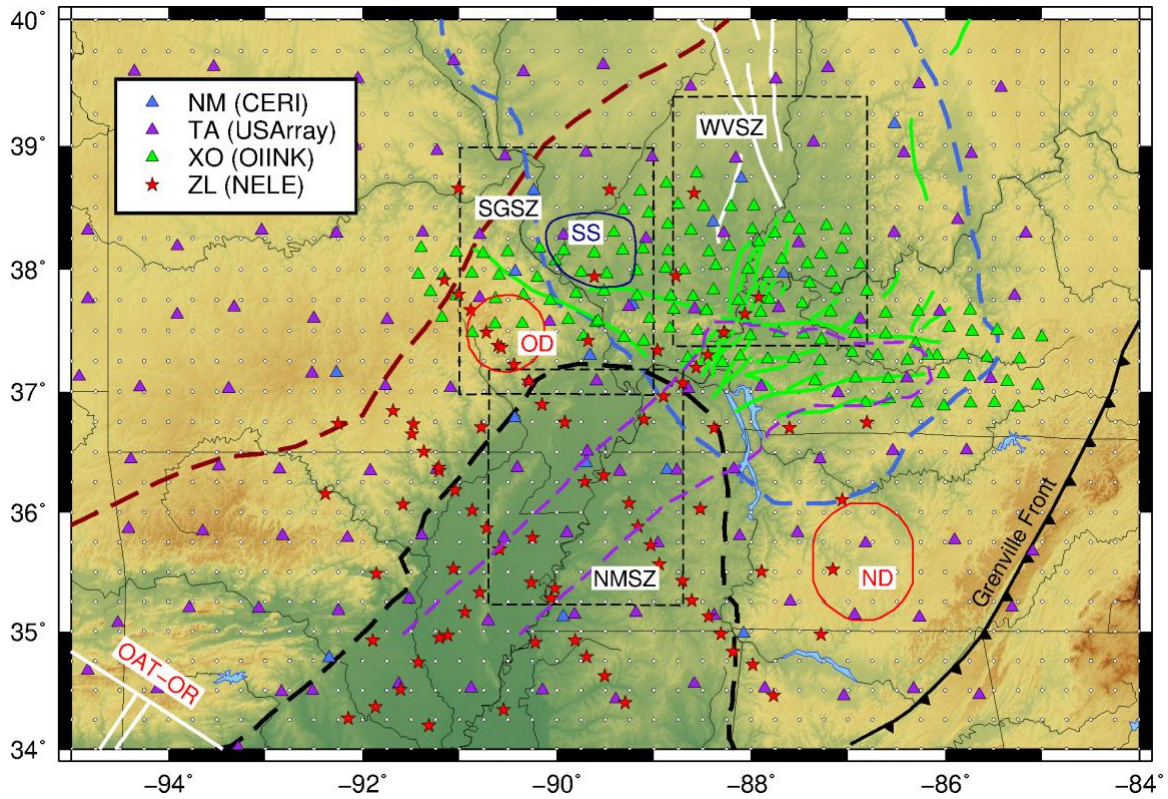 40˚
39˚
38˚
37˚
36˚
35˚
34˚
−94˚
−92˚
−90˚
−88˚
−86˚
−84˚
NM (CERI)
TA (USArray)
XO (OIINK)
ZL (NELE)
WVSZ
SGSZ
SS
OD
NMSZ
ND
Grenville Front
OAT−OR